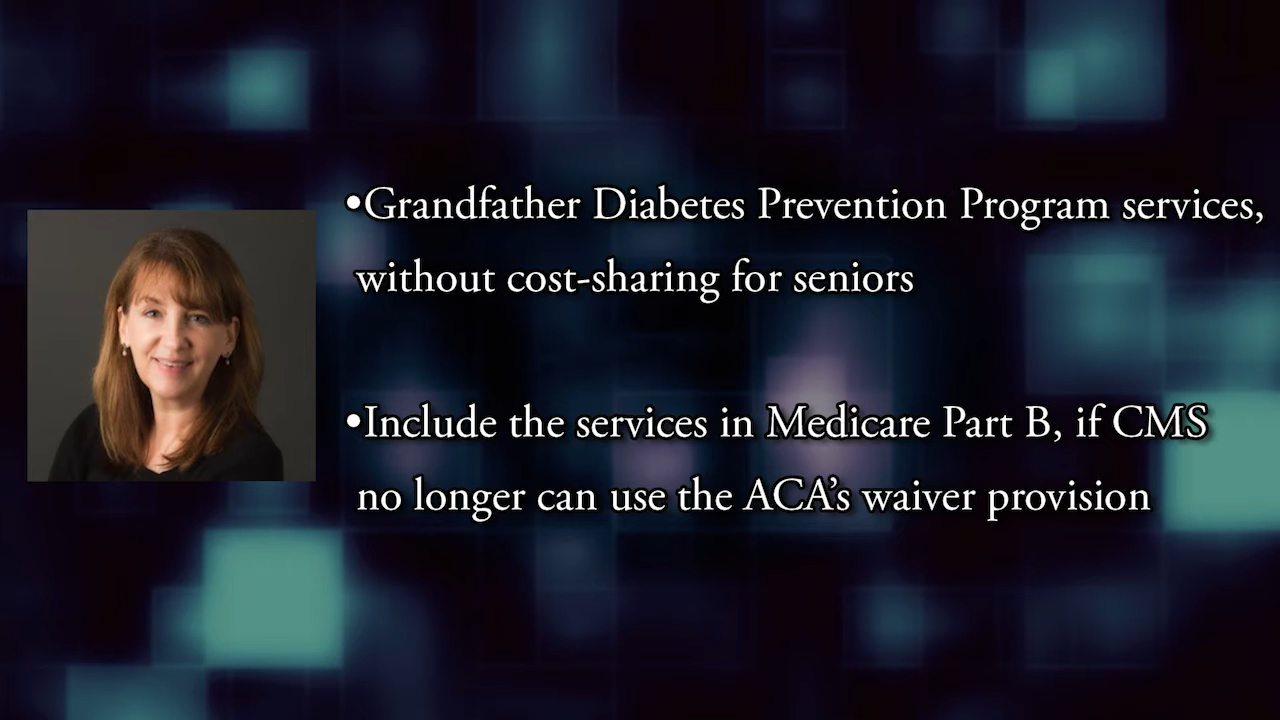 •Grandfather Diabetes Prevention Program services,
without cost-sharing for seniors
•Include the services in Medicare Part B, if CMS
no longer can use the ACA’s waiver provision